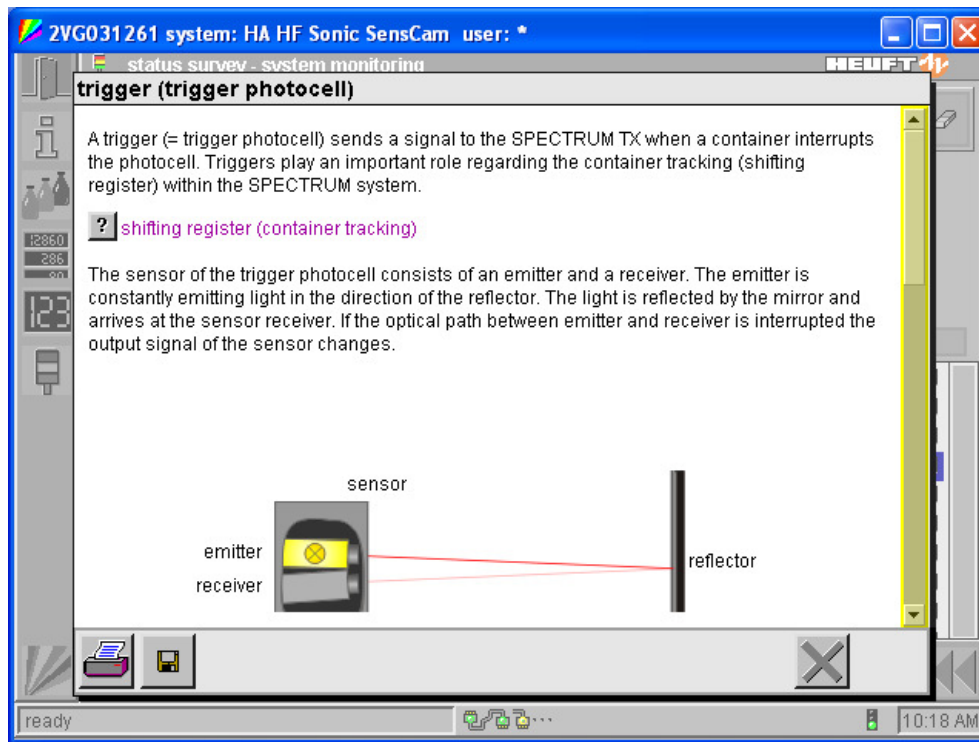 2VG031261 system: HA HF Sonic SensCam user: *
status survey - system monitoring
HEUFT
trigger (trigger photocell)
A trigger (= trigger photocell) sends a signal to the SPECTRUM TX when a container interrupts
the photocell. Triggers play an important role regarding the container tracking (shifting
register) within the SPECTRUM system.
? shifting register (container tracking)
The sensor of the trigger photocell consists of an emitter and a receiver. The emitter is
constantly emitting light in the direction of the reflector. The light is reflected by the mirror and
arrives at the sensor receiver. If the optical path between emitter and receiver is interrupted the
output signal of the sensor changes.
12860
286
90
123
sensor
emitter
reflector
receiver
ready
10:18 AM